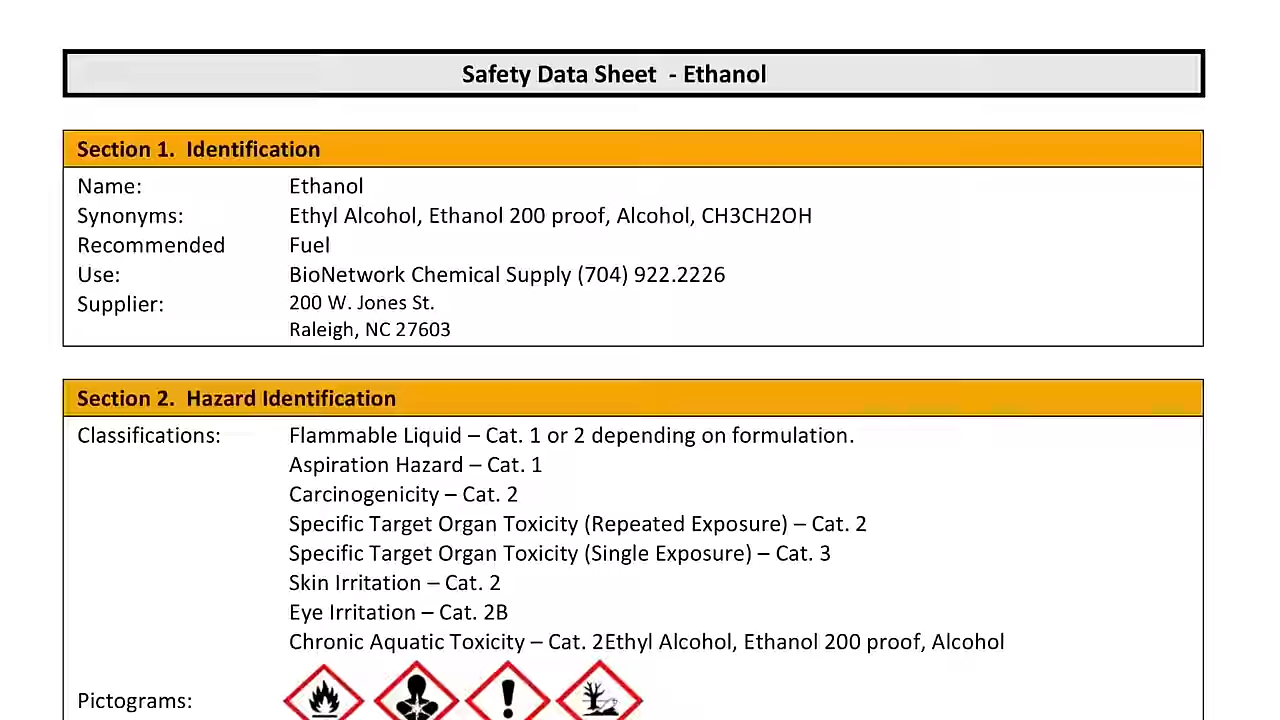 Safety Data Sheet - Ethanol
Section 1. Identification
Name: Ethanol
Synonyms: Ethyl Alcohol, Ethanol 200 proof, Alcohol, CH3CH2OH
Recommended Fuel
Use: BioNetwork Chemical Supply (704) 922.2226
Supplier: 200 W. Jones St.
Raleigh, NC 27603
Section 2. Hazard Identification
Classifications: Flammable Liquid – Cat. 1 or 2 depending on formulation.
Aspiration Hazard – Cat. 1
Carcinogenicity – Cat. 2
Specific Target Organ Toxicity (Repeated Exposure) – Cat. 2
Specific Target Organ Toxicity (Single Exposure) – Cat. 3
Skin Irritation – Cat. 2
Eye Irritation – Cat. 2B
Chronic Aquatic Toxicity – Cat. 2Ethyl Alcohol, Ethanol 200 proof, Alcohol
Pictograms: